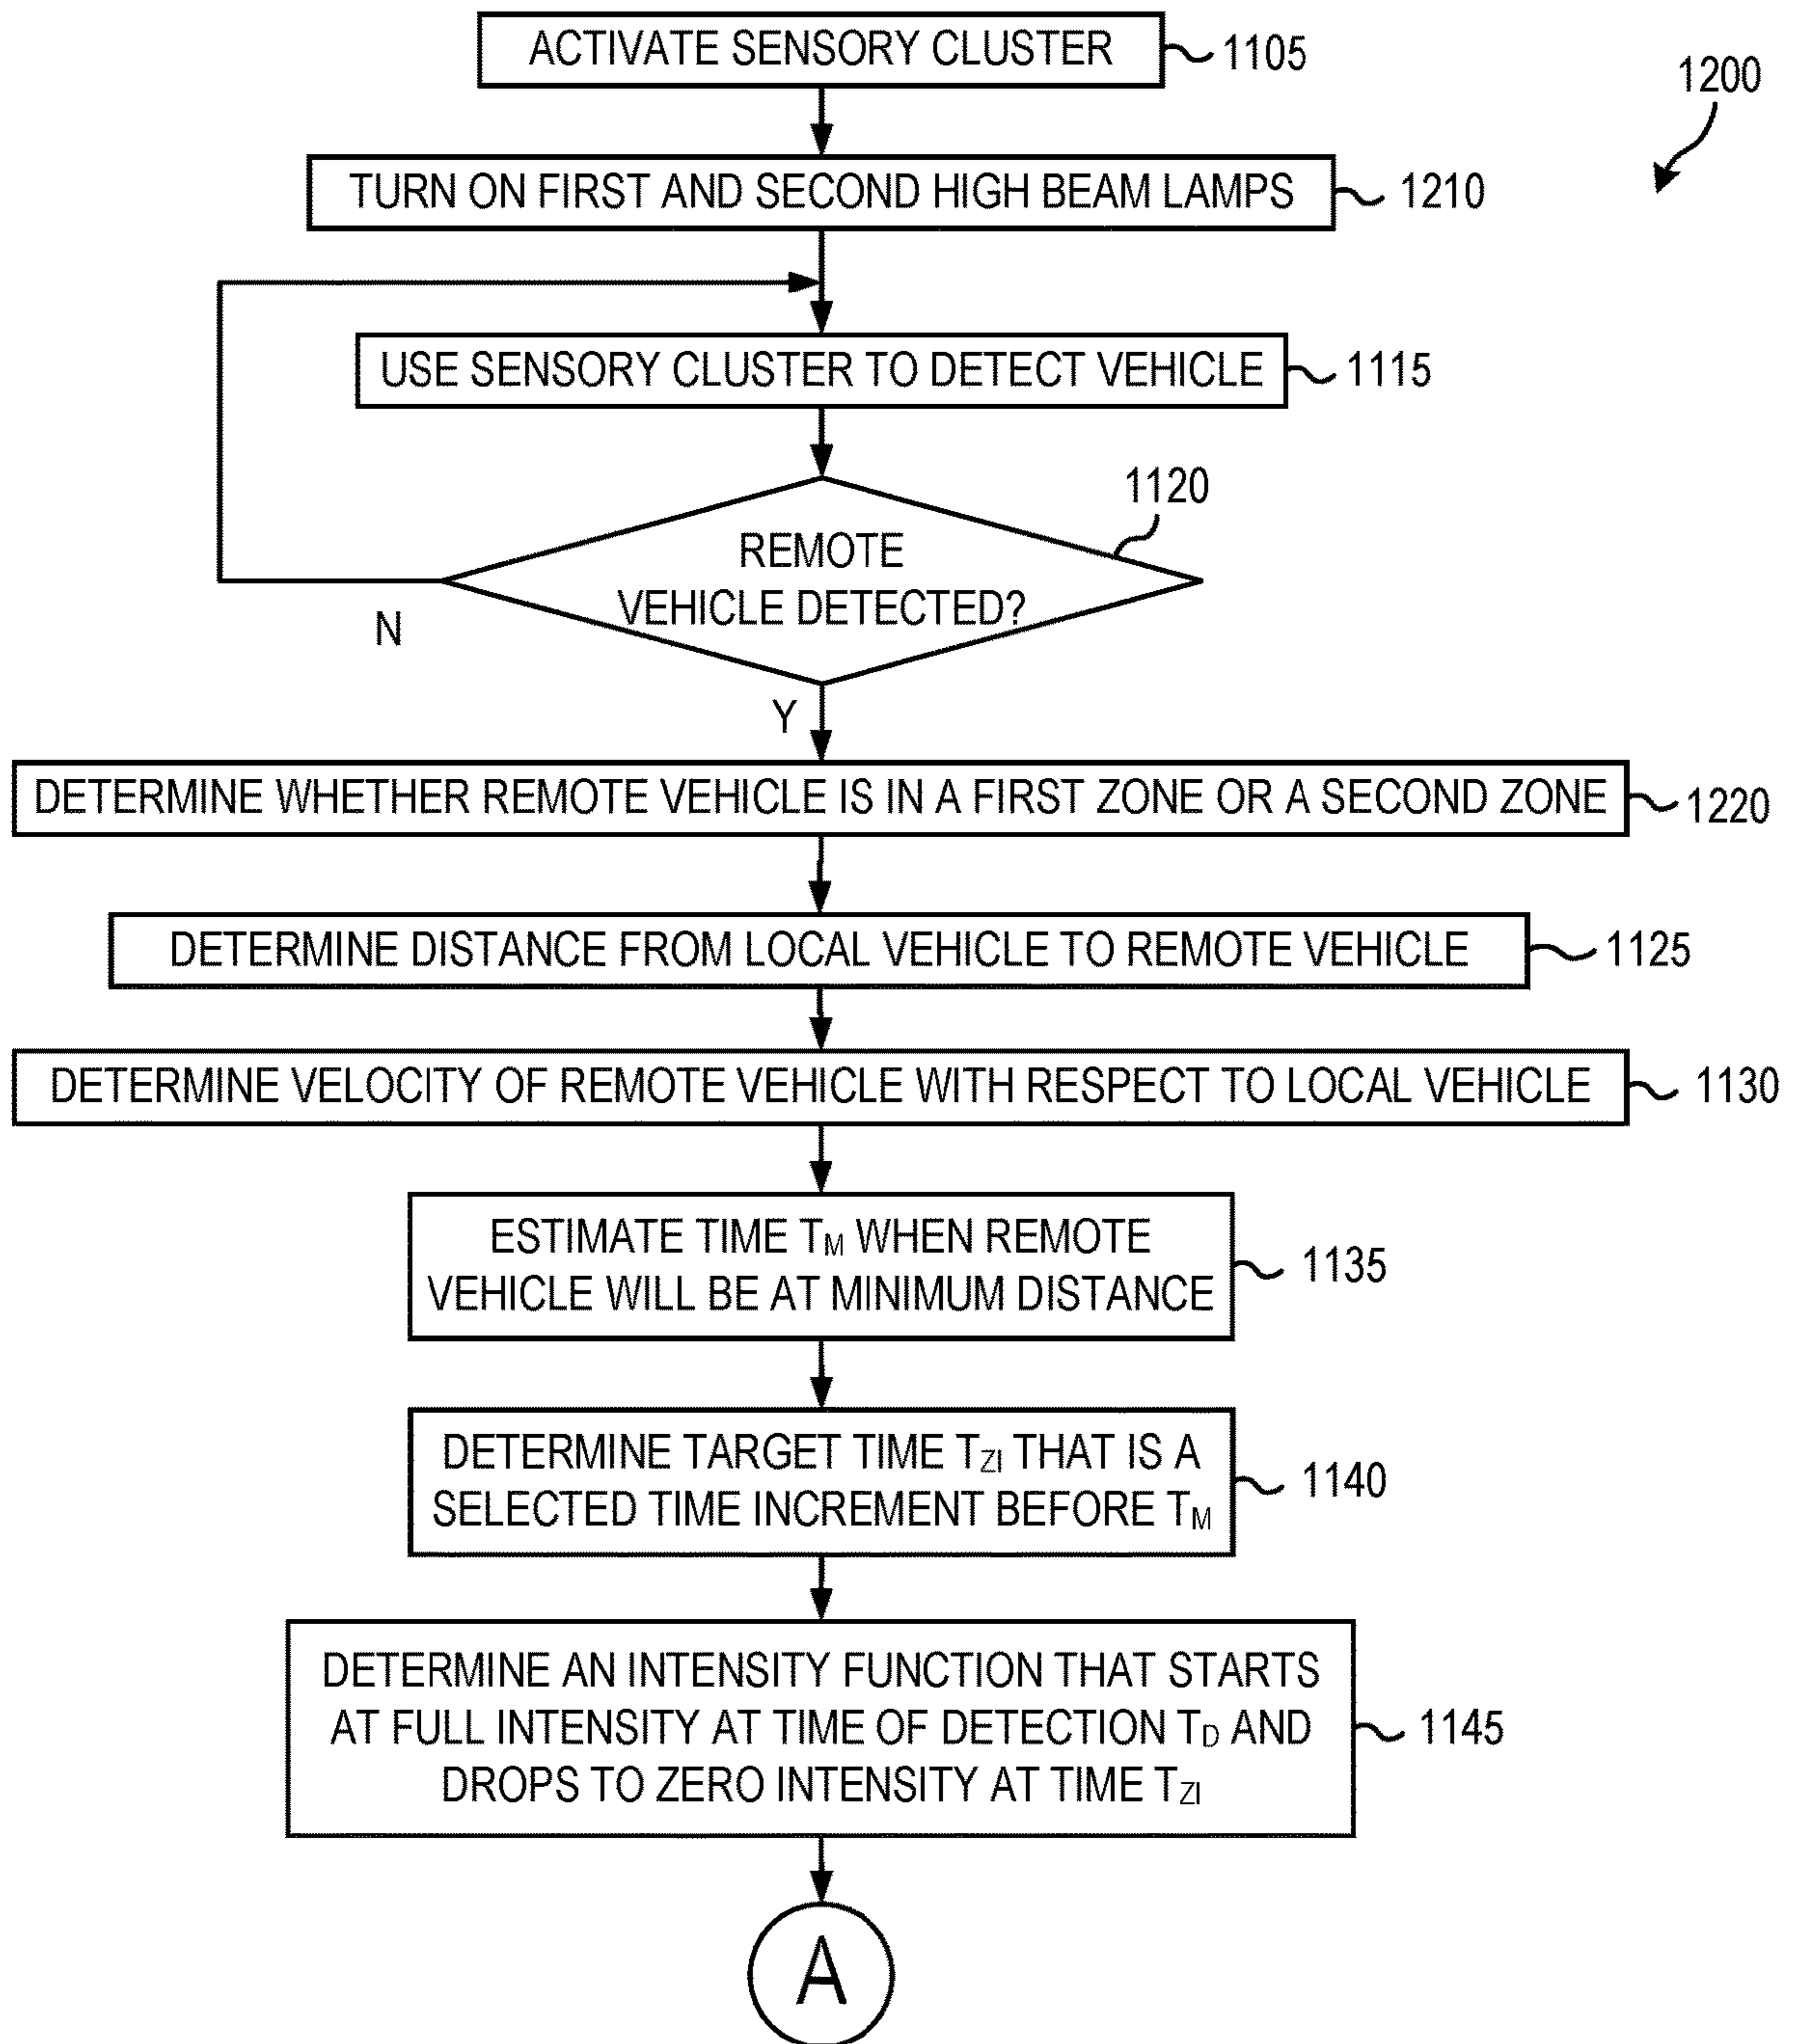 ACTIVATE SENSORY CLUSTER
1105
1200
TURN ON FIRST AND SECOND HIGH BEAM LAMPS
1210
USE SENSORY CLUSTER TO DETECT VEHICLE
1115
1120
REMOTE
VEHICLE DETECTED?
N
Y
DETERMINE WHETHER REMOTE VEHICLE IS IN A FIRST ZONE OR A SECOND ZONE
1220
DETERMINE DISTANCE FROM LOCAL VEHICLE TO REMOTE VEHICLE
1125
DETERMINE VELOCITY OF REMOTE VEHICLE WITH RESPECT TO LOCAL VEHICLE
1130
ESTIMATE TIME TM WHEN REMOTE
VEHICLE WILL BE AT MINIMUM DISTANCE
1135
DETERMINE TARGET TIME TZI THAT IS A
SELECTED TIME INCREMENT BEFORE TM
1140
DETERMINE AN INTENSITY FUNCTION THAT STARTS
AT FULL INTENSITY AT TIME OF DETECTION TD AND
DROPS TO ZERO INTENSITY AT TIME TZI
1145
A